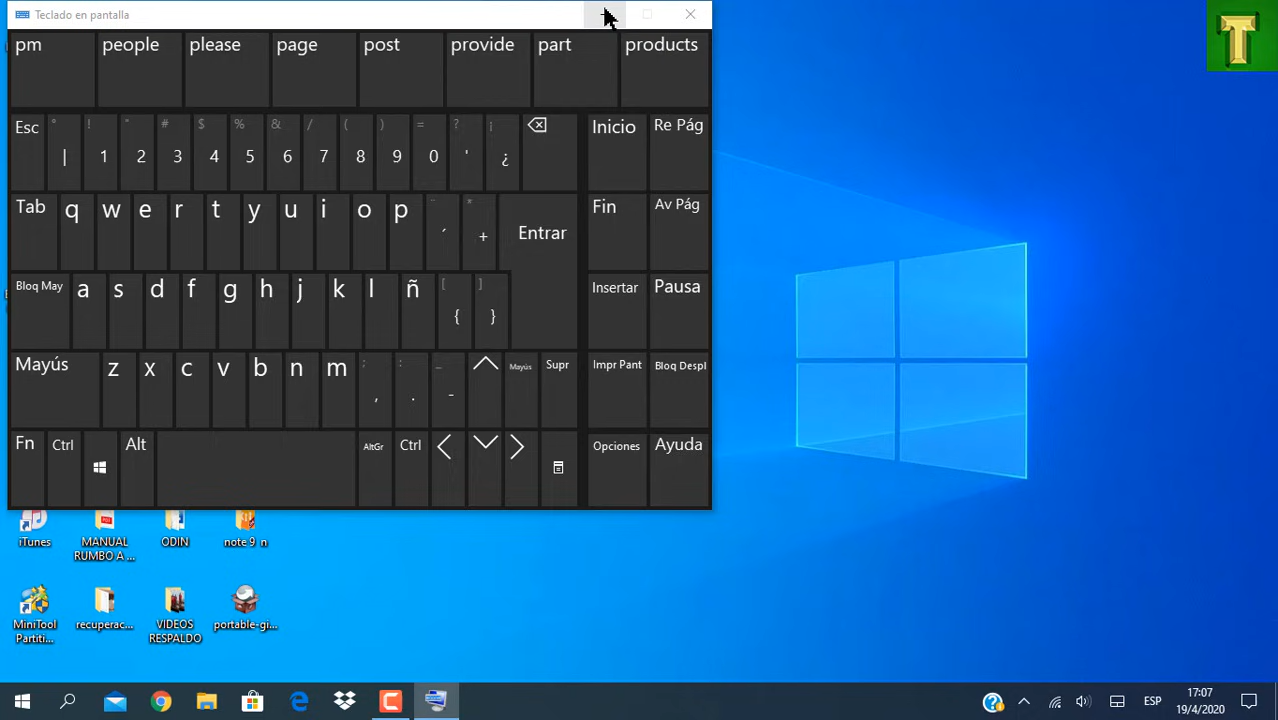 Teclado en pantalla
T
pm people please page post provide part products
Esc ° | ! 1 " 2 # 3 $ 4 % 5 & 6 / 7 ( 8 ) 9 = 0 ? ' ¡ ¿ Inicio Re Pág
Tab q w e r t y u i o p ¨ ´ * + Entrar Fin Av Pág
Bloq May a s d f g h j k l ñ [ { ] } Insertar Pausa
Mayús z x c v b n m ; , : . _ - Mayús Supr Impr Pant Bloq Despl
Fn Ctrl Alt AltGr Ctrl Opciones Ayuda
iTunes
MANUAL
RUMBO A ...
ODIN
note 9 n
MiniTool
Partiti...
recuperac...
VIDEOS
RESPALDO
portable-gi...
ESP
17:07
19/4/2020